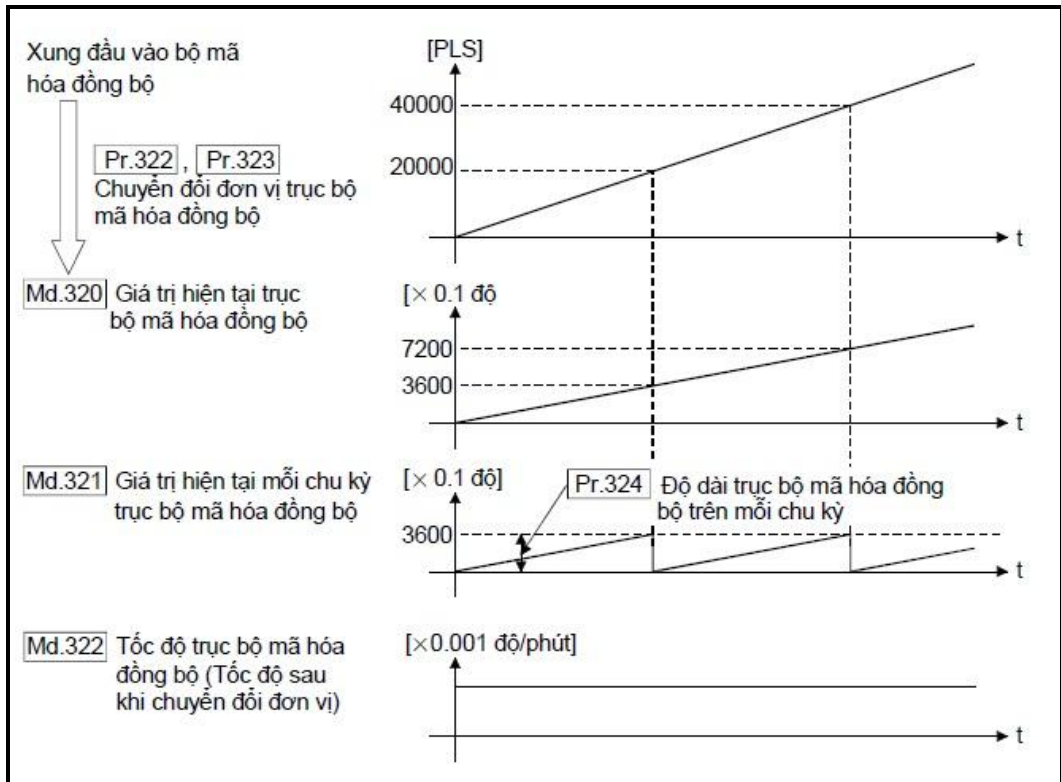 Xung đầu vào bộ mã
hóa đồng bộ
[PLS]
40000
20000
t
Pr.322 , Pr.323
Chuyển đổi đơn vị trục bộ
mã hóa đồng bộ
Md.320 Giá trị hiện tại trục
bộ mã hóa đồng bộ
[× 0.1 độ
7200
3600
t
Md.321 Giá trị hiện tại mỗi chu kỳ
trục bộ mã hóa đồng bộ
[× 0.1 độ]
3600
Pr.324 Độ dài trục bộ mã hóa đồng
bộ trên mỗi chu kỳ
t
Md.322 Tốc độ trục bộ mã hóa
đồng bộ (Tốc độ sau
khi chuyển đổi đơn vị)
[×0.001 độ/phút]
t